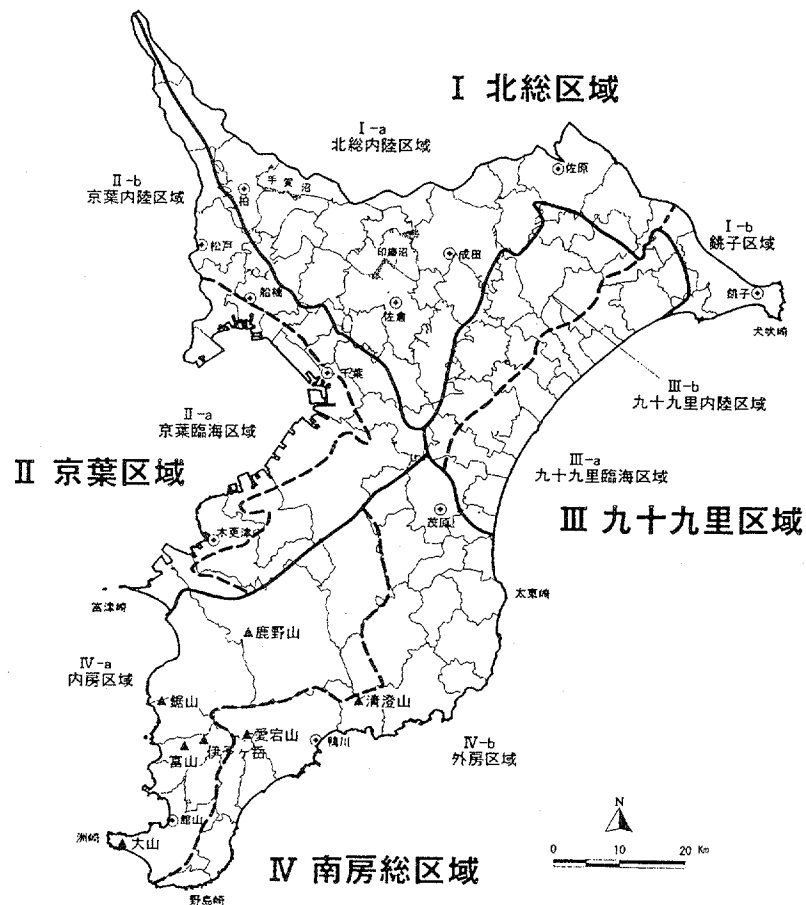 I 北総区域
I-a
北総内陸区域
佐原
II-b
京葉内陸区域
手賀沼
柏
I-b
銚子区域
松戸
印旛沼
成田
船橋
佐倉
銚子
犬吠崎
千葉
III-b
九十九里内陸区域
II-a
京葉臨海区域
II 京葉区域
III-a
九十九里臨海区域
茂原
III 九十九里区域
木更津
富津崎
太東崎
鹿野山
IV-a
内房区域
鋸山
清澄山
愛宕山
鴨川
IV-b
外房区域
伊予ヶ岳
富山
館山
洲崎
大山
N
0 10 20 Km
IV 南房総区域
野島崎